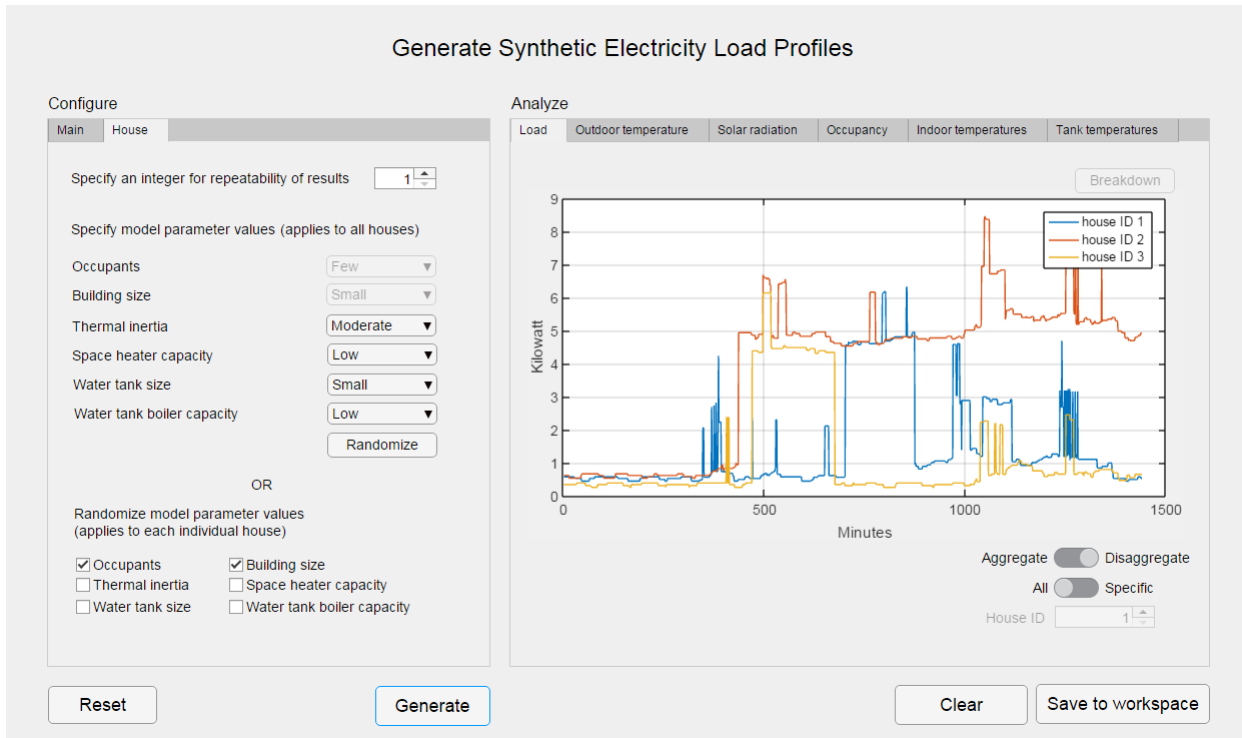 Generate Synthetic Electricity Load Profiles
Configure
Main House
Specify an integer for repeatability of results 1
Specify model parameter values (applies to all houses)
Occupants Few
Building size Small
Thermal inertia Moderate
Space heater capacity Low
Water tank size Small
Water tank boiler capacity Low
Randomize
OR
Randomize model parameter values
(applies to each individual house)
Occupants Building size
Thermal inertia Space heater capacity
Water tank size Water tank boiler capacity
Reset Generate
Analyze
Load Outdoor temperature Solar radiation Occupancy Indoor temperatures Tank temperatures
Breakdown
house ID 1
house ID 2
house ID 3
Kilowatt
9
8
7
6
5
4
3
2
1
0
0 500 1000 1500
Minutes
Aggregate Disaggregate
All Specific
House ID 1
Clear Save to workspace